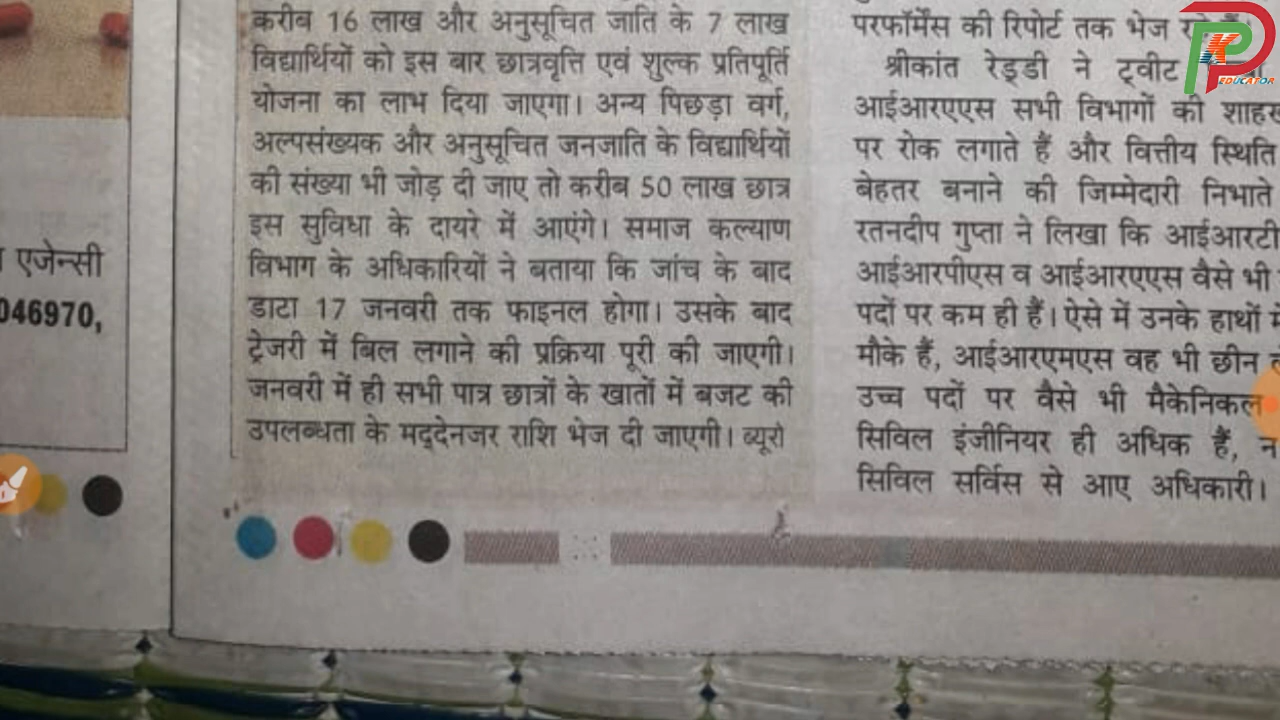 करीब 16 लाख और अनुसूचित जाति के 7 लाख
विद्यार्थियों को इस बार छात्रवृत्ति एवं शुल्क प्रतिपूर्ति
योजना का लाभ दिया जाएगा। अन्य पिछड़ा वर्ग,
अल्पसंख्यक और अनुसूचित जनजाति के विद्यार्थियों
की संख्या भी जोड़ दी जाए तो करीब 50 लाख छात्र
इस सुविधा के दायरे में आएंगे। समाज कल्याण
विभाग के अधिकारियों ने बताया कि जांच के बाद
डाटा 17 जनवरी तक फाइनल होगा। उसके बाद
ट्रेजरी में बिल लगाने की प्रक्रिया पूरी की जाएगी।
जनवरी में ही सभी पात्र छात्रों के खातों में बजट की
उपलब्धता के मद्देनजर राशि भेज दी जाएगी। ब्यूरो
परफॉर्मेंस की रिपोर्ट तक भेज
श्रीकांत रेड्डी ने ट्वीट
आईआरएएस सभी विभागों की
पर रोक लगाते हैं और वित्तीय स्थिति
बेहतर बनाने की जिम्मेदारी निभाते
रतनदीप गुप्ता ने लिखा कि आईआरटी
आईआरपीएस व आईआरएएस वैसे भी
पदों पर कम ही हैं। ऐसे में उनके हाथों
मौके हैं, आईआरएमएस वह भी छीन
उच्च पदों पर वैसे भी मैकेनिकल
सिविल इंजीनियर ही अधिक हैं, न
सिविल सर्विस से आए अधिकारी।
एजेन्सी
046970,
PK
EDUCATOR